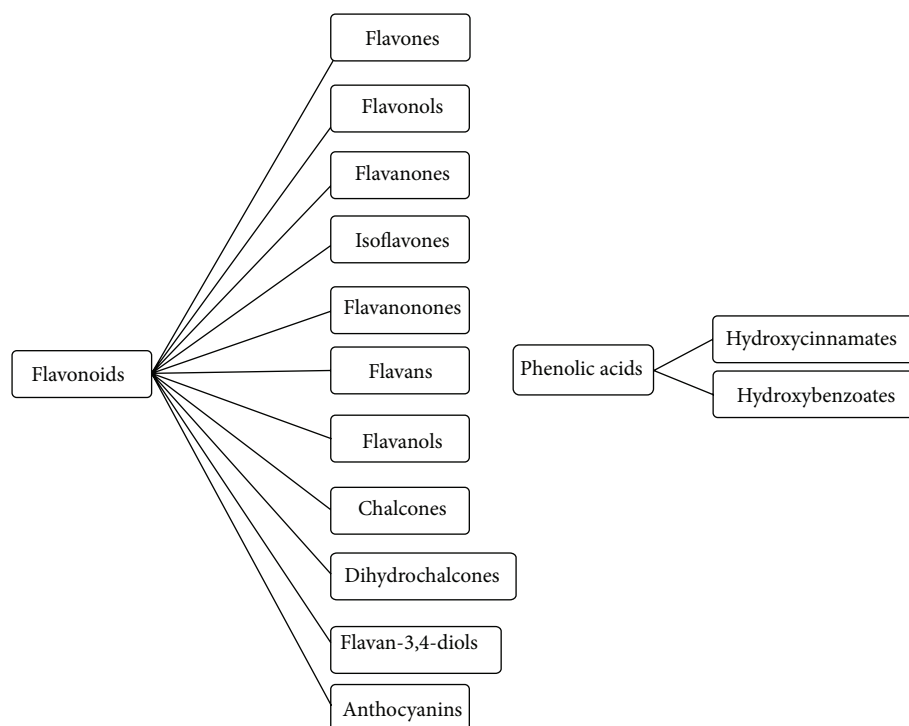 Flavonoids
Flavones
Flavonols
Flavanones
Isoflavones
Flavanonones
Flavans
Flavanols
Chalcones
Dihydrochalcones
Flavan-3,4-diols
Anthocyanins
Phenolic acids
Hydroxycinnamates
Hydroxybenzoates